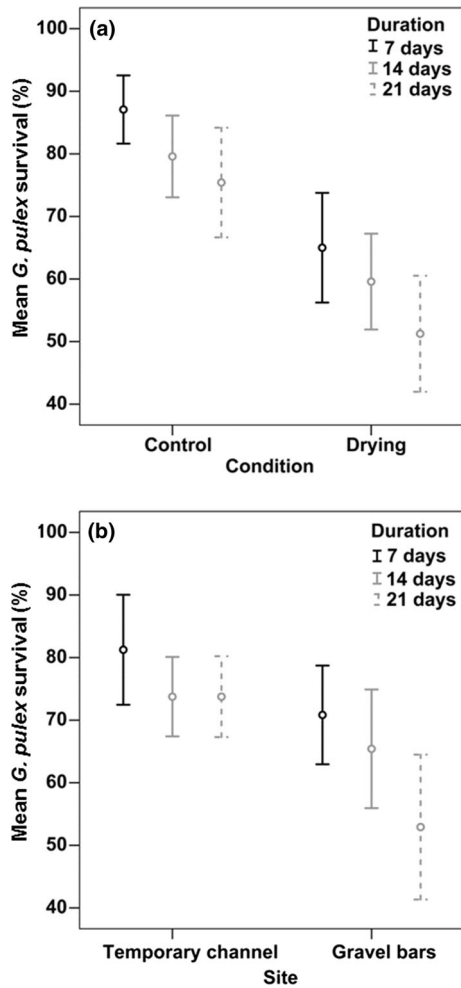 (a)
Duration
7 days
14 days
21 days
100
90
80
70
60
50
40
Mean G. pulex survival (%)
Control
Drying
Condition
(b)
Duration
7 days
14 days
21 days
100
90
80
70
60
50
40
Mean G. pulex survival (%)
Temporary channel
Gravel bars
Site